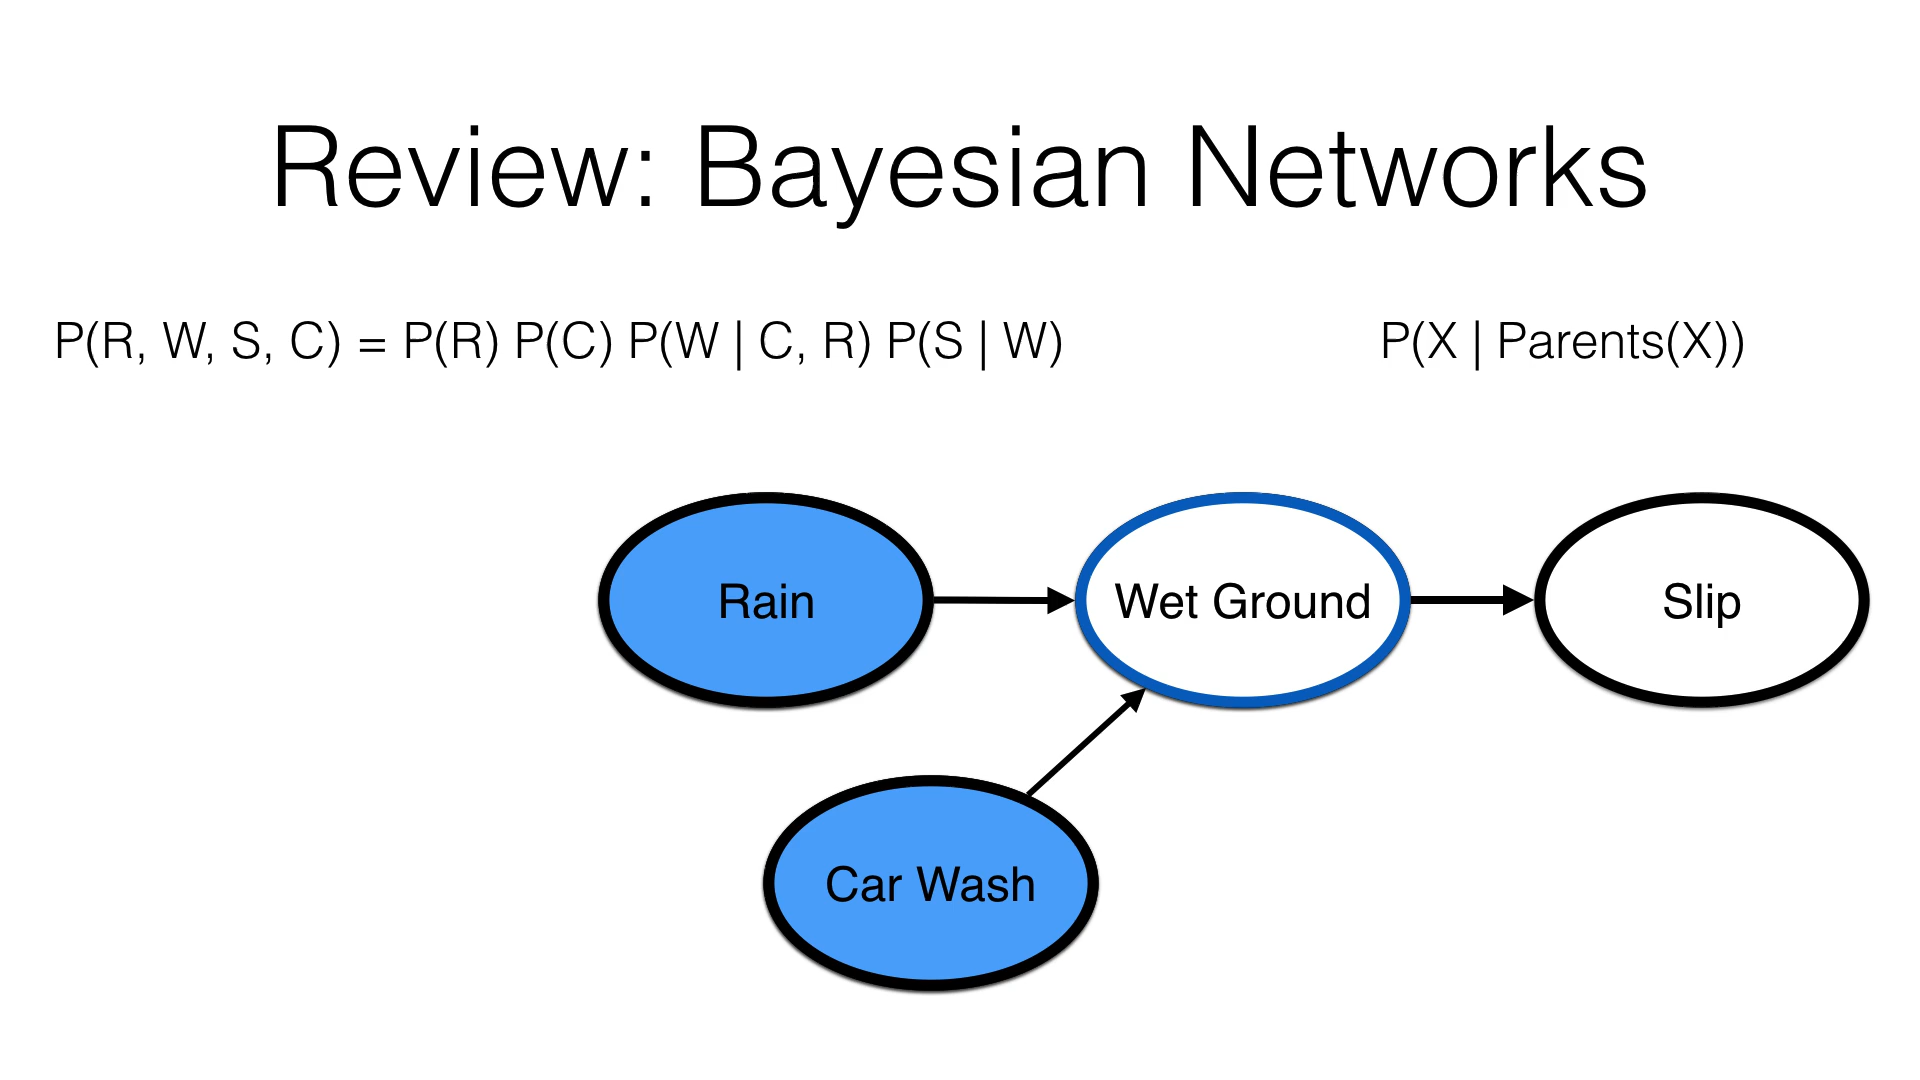 Review: Bayesian Networks
P(R, W, S, C) = P(R) P(C) P(W | C, R) P(S | W)
P(X | Parents(X))
Rain
Wet Ground
Slip
Car Wash